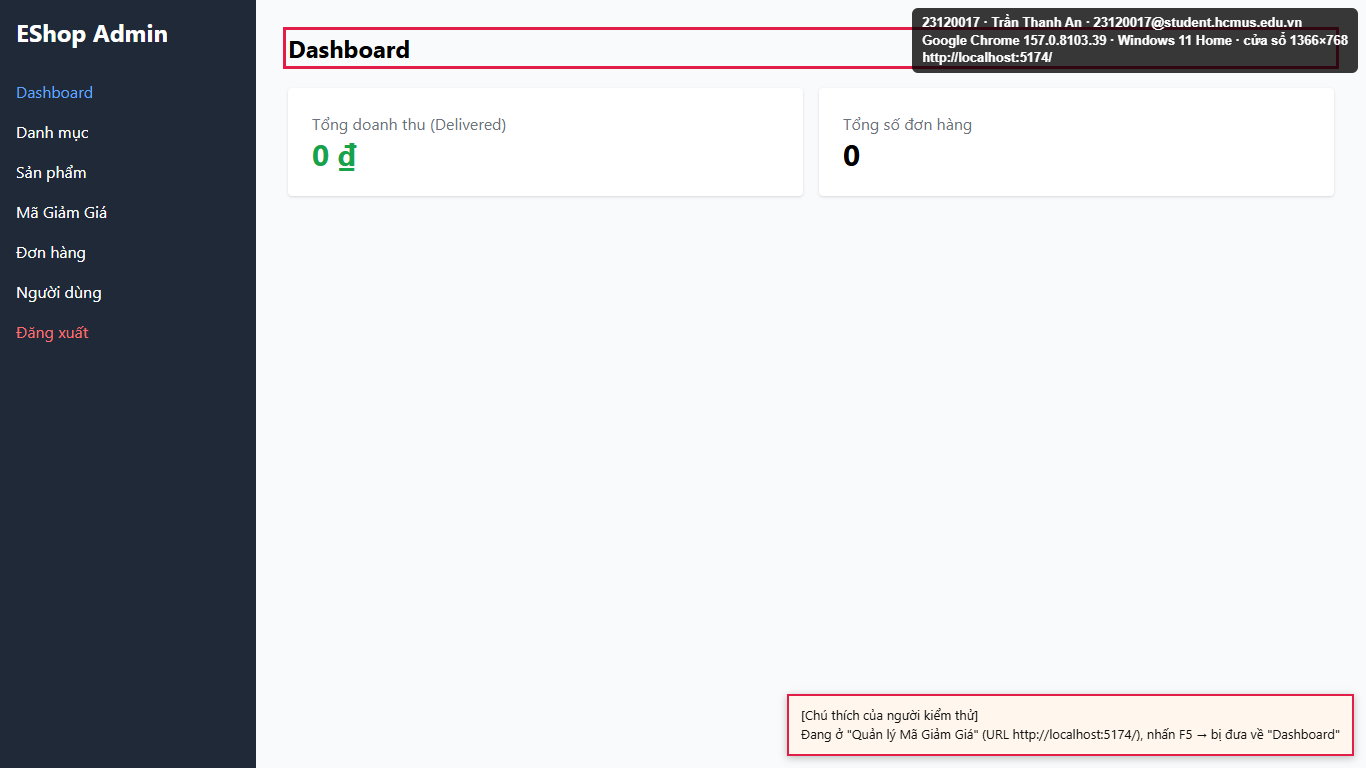 EShop Admin
Dashboard
Danh mục
Sản phẩm
Mã Giảm Giá
Đơn hàng
Người dùng
Đăng xuất
Dashboard
23120017 · Trần Thanh An · 23120017@student.hcmus.edu.vn
Google Chrome 157.0.8103.39 · Windows 11 Home · cửa sổ 1366×768
http://localhost:5174/
Tổng doanh thu (Delivered)
0 ₫
Tổng số đơn hàng
0
[Chú thích của người kiểm thử]
Đang ở "Quản lý Mã Giảm Giá" (URL http://localhost:5174/), nhấn F5 → bị đưa về "Dashboard"